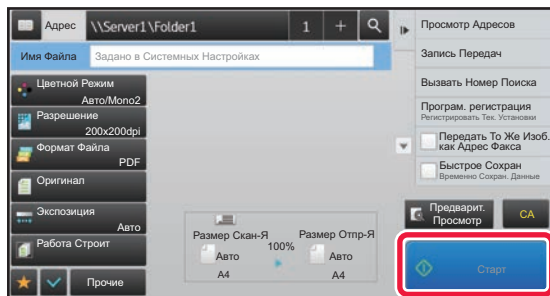 Адрес
\\Server1\Folder1
1
+
Имя Файла
Задано в Системных Настройках
Цветной Режим
Авто/Mono2
Разрешение
200x200dpi
Формат Файла
PDF
Оригинал
Экспозиция
Авто
Работа Строит
Прочие
Размер Скан-Я
100%
Размер Отпр-Я
Авто
Авто
A4
A4
Просмотр Адресов
Запись Передач
Вызвать Номер Поиска
Програм. регистрация
Регистрировать Тек. Установки
Передать То Же Изоб.
как Адрес Факса
Быстрое Сохран
Временно Сохран. Данные
Предварит.
Просмотр
CA
Старт